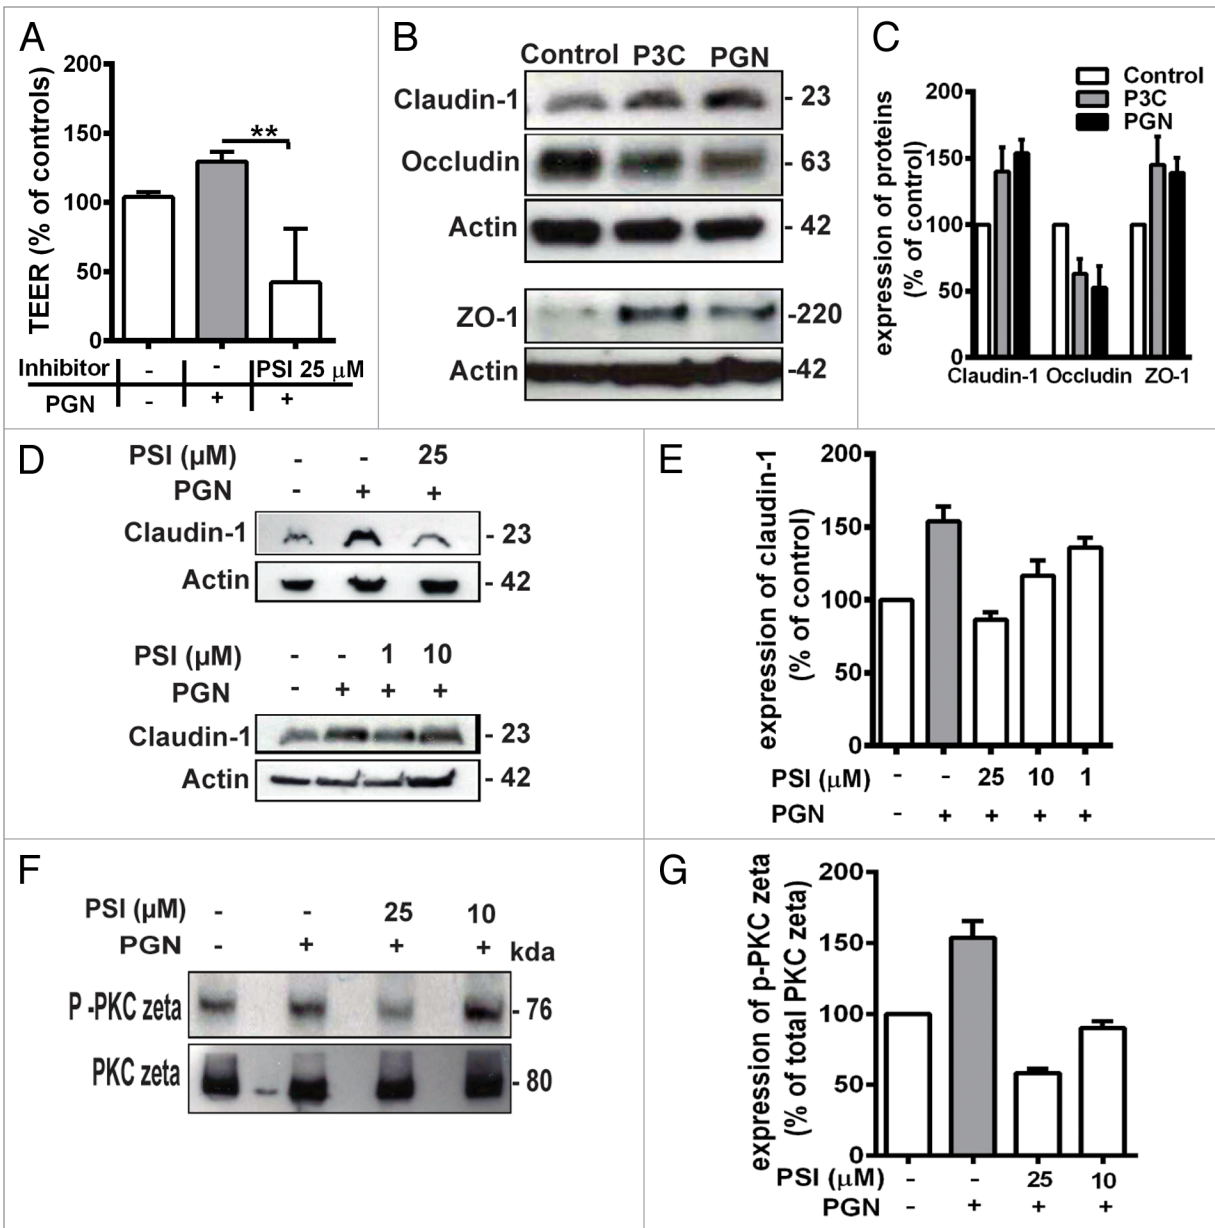 A
TEER (% of controls)
200
150
100
50
0
**
Inhibitor - - PSI 25 µM
PGN - + +
B
Control P3C PGN
Claudin-1 - 23
Occludin - 63
Actin - 42
ZO-1 -220
Actin -42
C
Control
P3C
PGN
expression of proteins
(% of control)
200
150
100
50
0
Claudin-1 Occludin ZO-1
D
PSI (µM) - - 25
PGN - + +
Claudin-1 - 23
Actin - 42
PSI (µM) - - 1 10
PGN - + + +
Claudin-1 - 23
Actin - 42
E
expression of claudin-1
(% of control)
200
150
100
50
0
PSI (µM) - - 25 10 1
PGN - + + + +
F
PSI (µM) - - 25 10
PGN - + + + kda
P -PKC zeta - 76
PKC zeta - 80
G
expression of p-PKC zeta
(% of total PKC zeta)
200
150
100
50
0
PSI (µM) - - 25 10
PGN - + + +